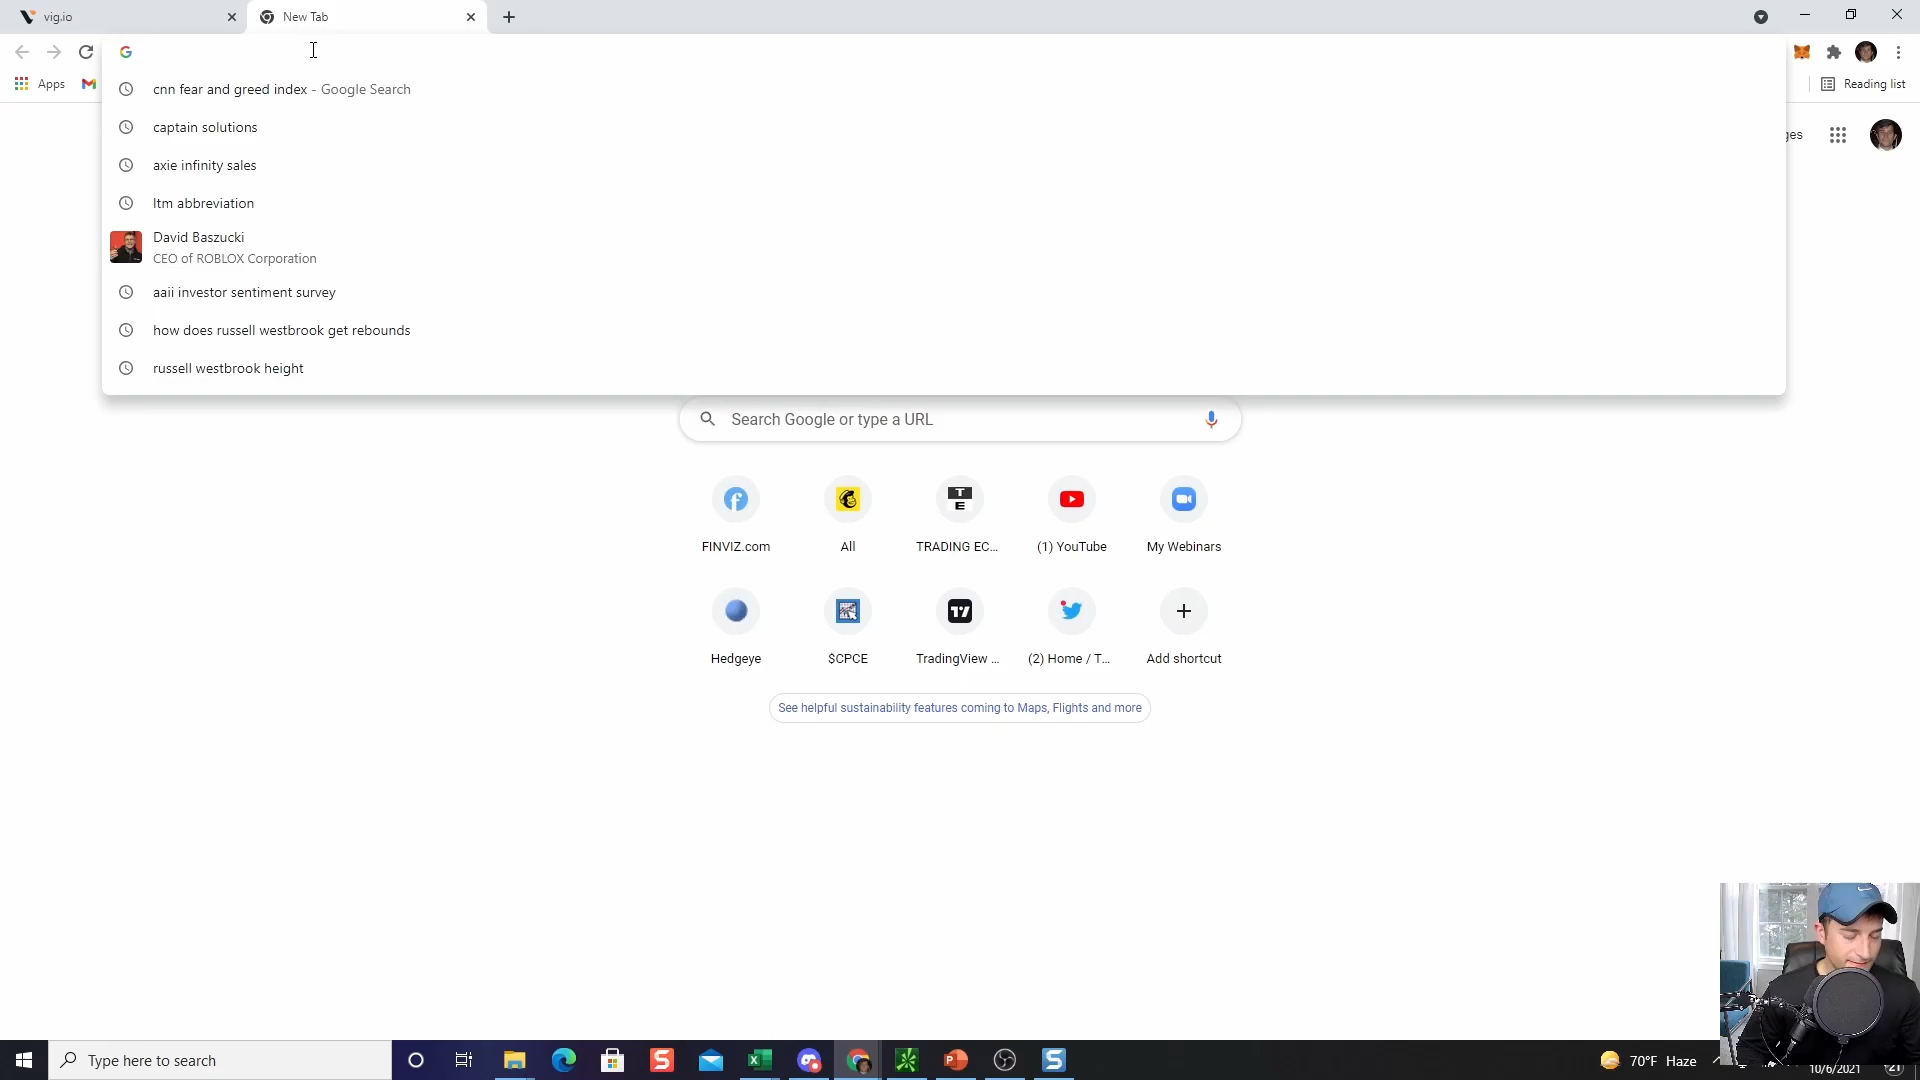 vig.io
New Tab
cnn fear and greed index - Google Search
Apps
Reading list
captain solutions
axie infinity sales
ltm abbreviation
David Baszucki
CEO of ROBLOX Corporation
aaii investor sentiment survey
how does russell westbrook get rebounds
russell westbrook height
Search Google or type a URL
FINVIZ.com
All
TRADING EC...
(1) YouTube
My Webinars
Hedgeye
$CPCE
TradingView ...
(2) Home / T...
Add shortcut
See helpful sustainability features coming to Maps, Flights and more
Type here to search
70°F Haze
10/6/2021
21